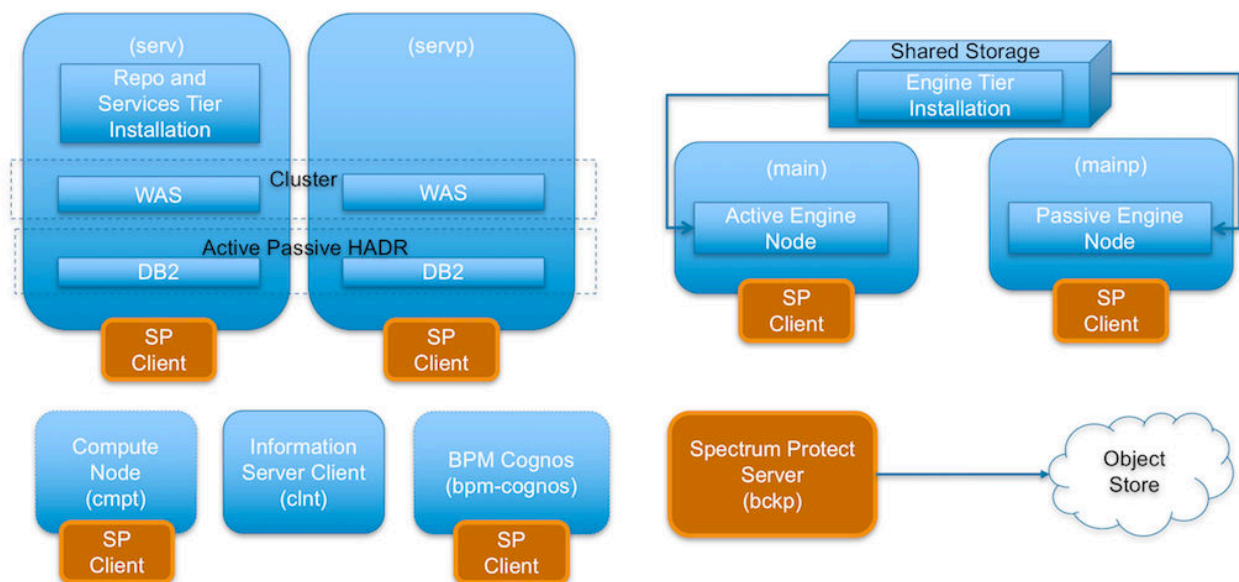 (serv)
Repo and
Services Tier
Installation
WAS
DB2
SP
Client
(servp)
WAS
DB2
SP
Client
Cluster
Active Passive HADR
Shared Storage
Engine Tier
Installation
(main)
Active Engine
Node
SP
Client
(mainp)
Passive Engine
Node
SP
Client
Compute
Node
(cmpt)
SP
Client
Information
Server Client
(clnt)
BPM Cognos
(bpm-cognos)
SP
Client
Spectrum Protect
Server
(bckp)
Object
Store